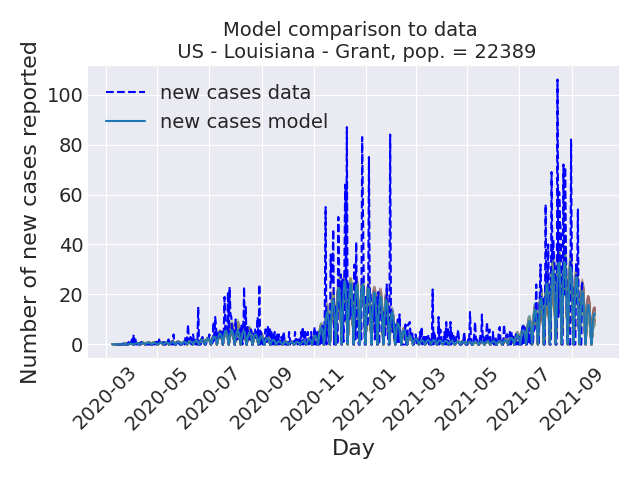 Model comparison to data
US - Louisiana - Grant, pop. = 22389
Number of new cases reported
100
80
60
40
20
0
new cases data
new cases model
2020-03
2020-05
2020-07
2020-09
2020-11
2021-01
2021-03
2021-05
2021-07
2021-09
Day